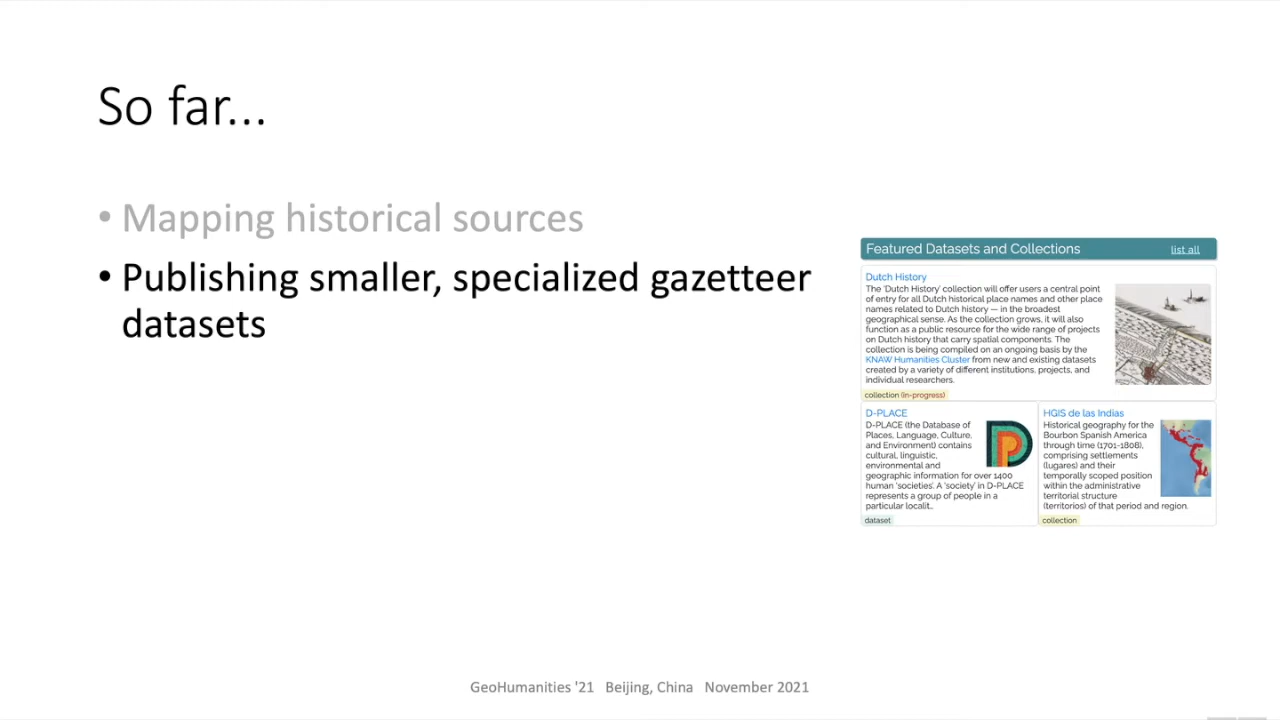 So far...
• Mapping historical sources
• Publishing smaller, specialized gazetteer
datasets
Featured Datasets and Collections
list all
Dutch History
The 'Dutch History' collection will offer users a central point
of entry for all Dutch historical place names and other place
names related to Dutch history — in the broadest
geographical sense. As the collection grows, it will also
function as a public resource for the wide range of projects
on Dutch history that carry spatial components. The
collection is being compiled on an ongoing basis by the
KNAW Humanities Cluster from new and existing datasets
created by a variety of different institutions, projects, and
individual researchers.
collection (in-progress)
D-PLACE
D-PLACE (the Database of
Places, Language, Culture,
and Environment) contains
cultural, linguistic,
environmental and
geographic information for over 1400
human 'societies'. A 'society' in D-PLACE
represents a group of people in a
particular localit...
dataset
HGIS de las Indias
Historical geography for the
Bourbon Spanish America
through time (1701-1808),
comprising settlements
(lugares) and their
temporally scoped position
within the administrative
territorial structure
(territorios) of that period and region.
collection
GeoHumanities '21 Beijing, China November 2021